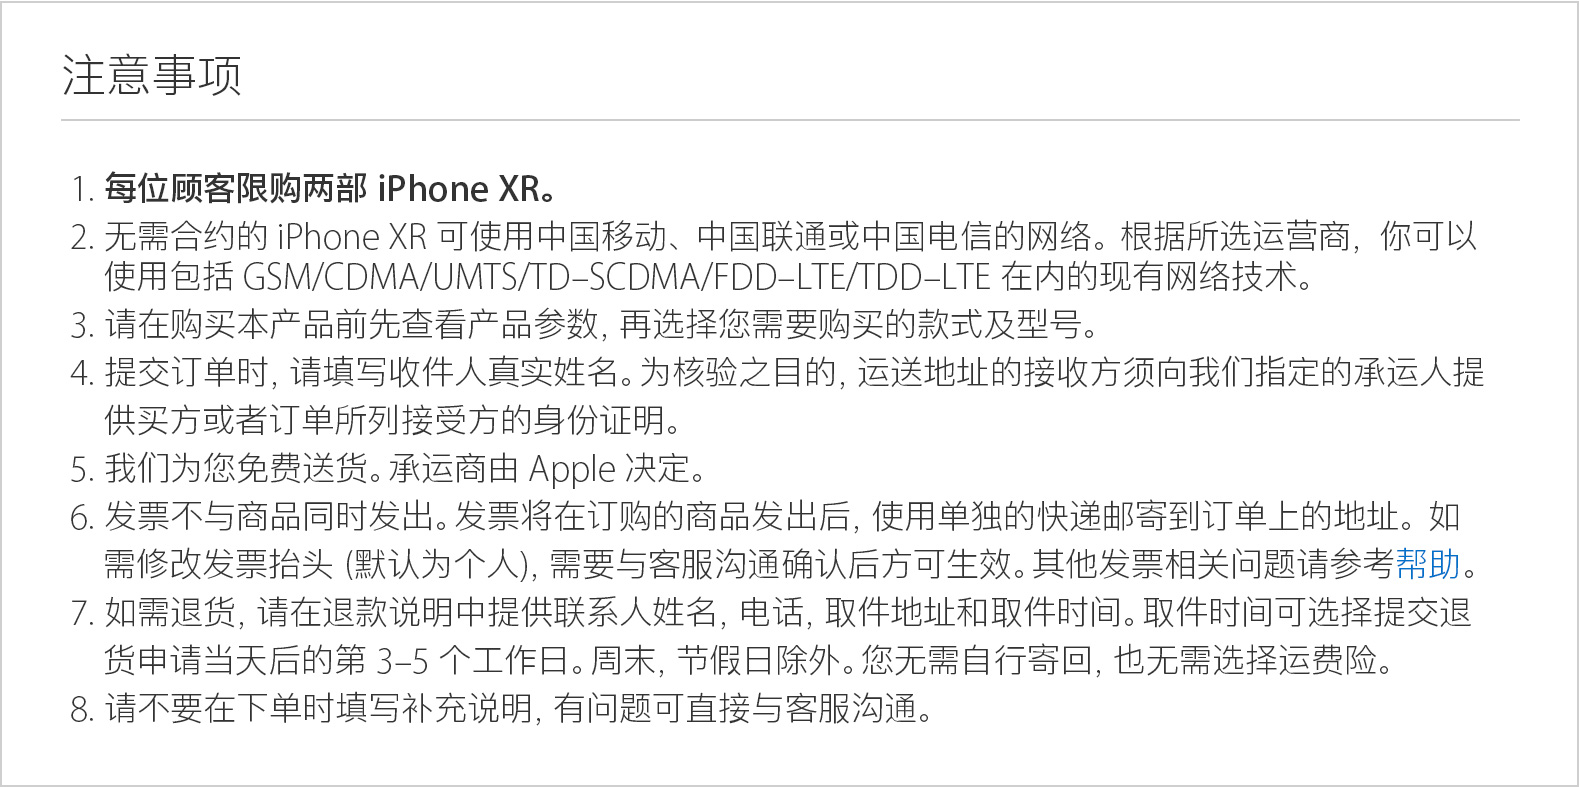 注意事项
1. 每位顾客限购两部 iPhone XR。
2. 无需合约的 iPhone XR 可使用中国移动、中国联通或中国电信的网络。根据所选运营商, 你可以
使用包括 GSM/CDMA/UMTS/TD–SCDMA/FDD–LTE/TDD–LTE 在内的现有网络技术。
3. 请在购买本产品前先查看产品参数, 再选择您需要购买的款式及型号。
4. 提交订单时, 请填写收件人真实姓名。为核验之目的, 运送地址的接收方须向我们指定的承运人提
供买方或者订单所列接受方的身份证明。
5. 我们为您免费送货。承运商由 Apple 决定。
6. 发票不与商品同时发出。发票将在订购的商品发出后, 使用单独的快递邮寄到订单上的地址。如
需修改发票抬头 (默认为个人), 需要与客服沟通确认后方可生效。其他发票相关问题请参考帮助。
7. 如需退货, 请在退款说明中提供联系人姓名, 电话, 取件地址和取件时间。取件时间可选择提交退
货申请当天后的第 3–5 个工作日。周末, 节假日除外。您无需自行寄回, 也无需选择运费险。
8. 请不要在下单时填写补充说明, 有问题可直接与客服沟通。